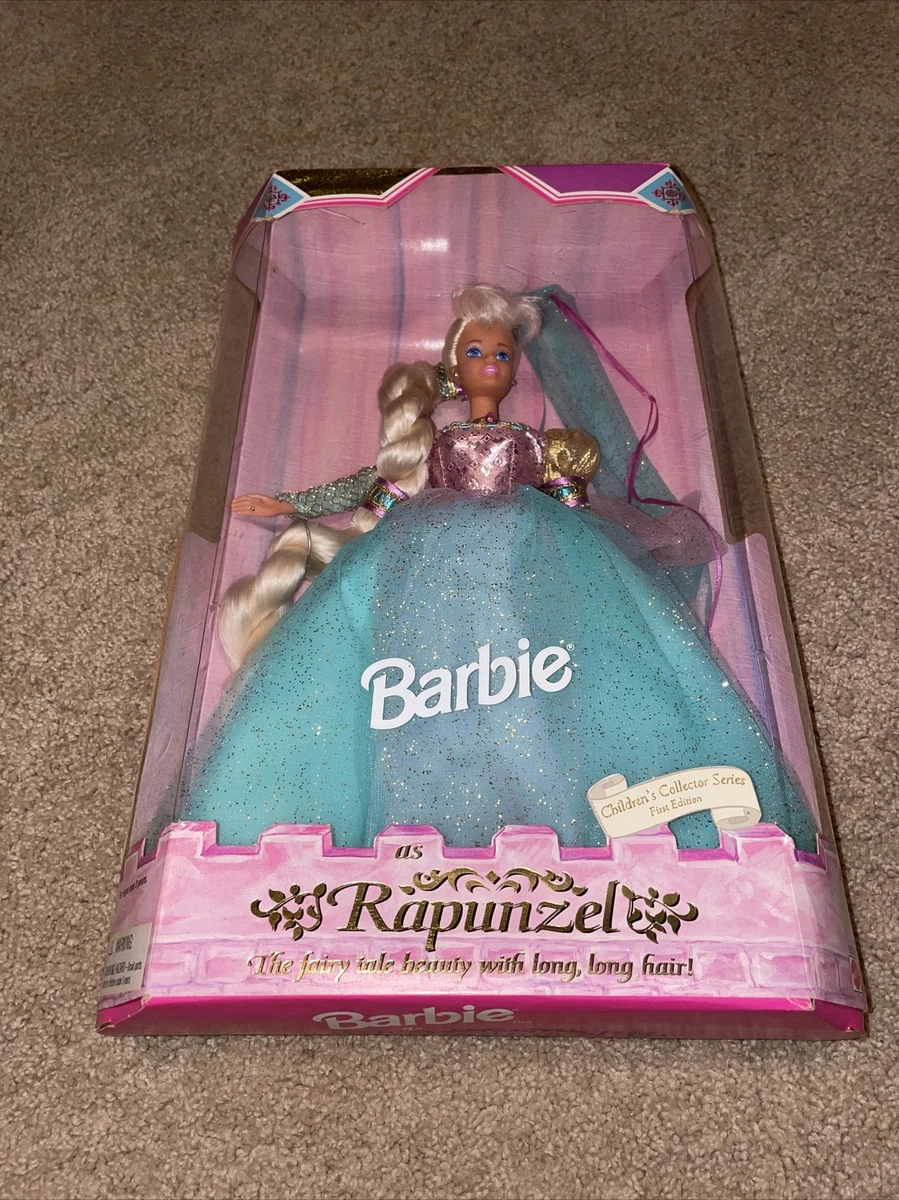 Barbie®
Children's Collector Series
First Edition
as
Rapunzel
The fairy tale beauty with long, long hair!
WARNING
Barbie